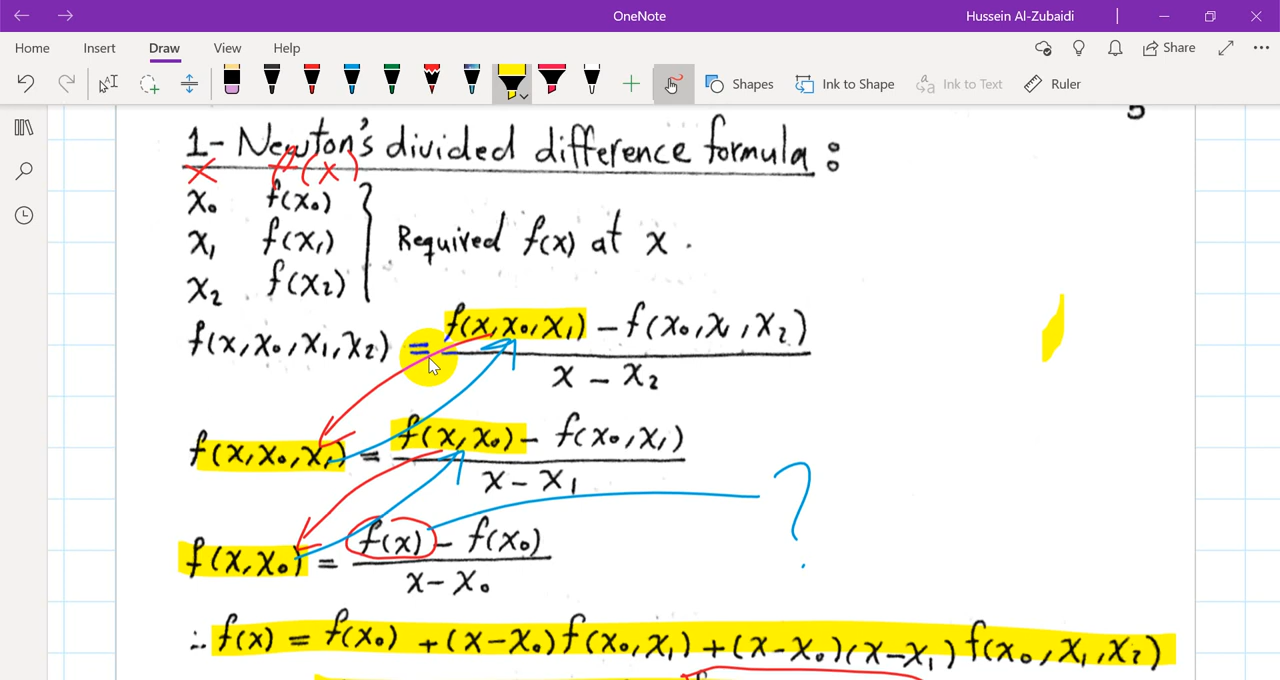 OneNote
Hussein Al-Zubaidi
Home Insert Draw View Help
Share
Shapes Ink to Shape Ink to Text Ruler
5
1- Newton's divided difference formula :
x f(x)
x₀ f(x₀)
x₁ f(x₁) Required f(x) at x .
x₂ f(x₂)
f(x,x₀,x₁,x₂) = f(x,x₀,x₁) - f(x₀,x₁,x₂)
x - x₂
f(x,x₀,x₁) = f(x,x₀) - f(x₀,x₁)
x - x₁
?
f(x,x₀) = f(x) - f(x₀)
x - x₀
∴ f(x) = f(x₀) + (x-x₀) f(x₀,x₁) + (x-x₀)(x-x₁) f(x₀,x₁,x₂)